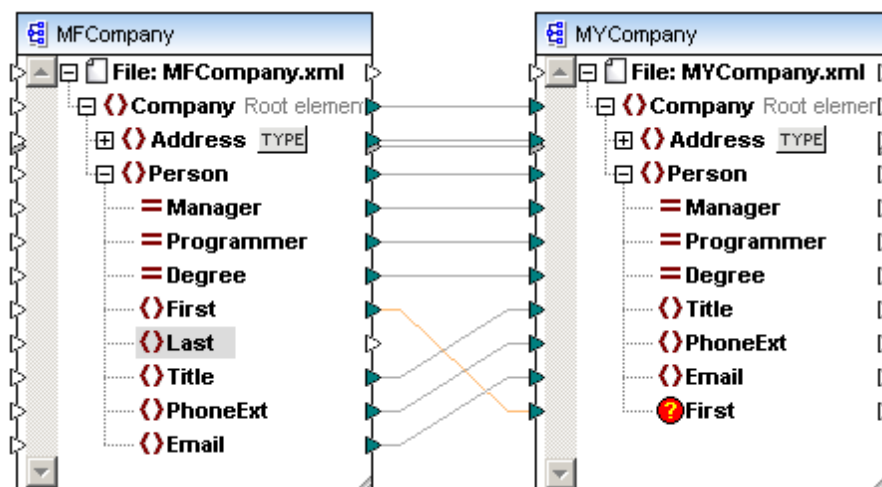 MFCompany
File: MFCompany.xml
Company Root elemen
Address TYPE
Person
Manager
Programmer
Degree
First
Last
Title
PhoneExt
Email
MYCompany
File: MYCompany.xml
Company Root elemer
Address TYPE
Person
Manager
Programmer
Degree
Title
PhoneExt
Email
? First